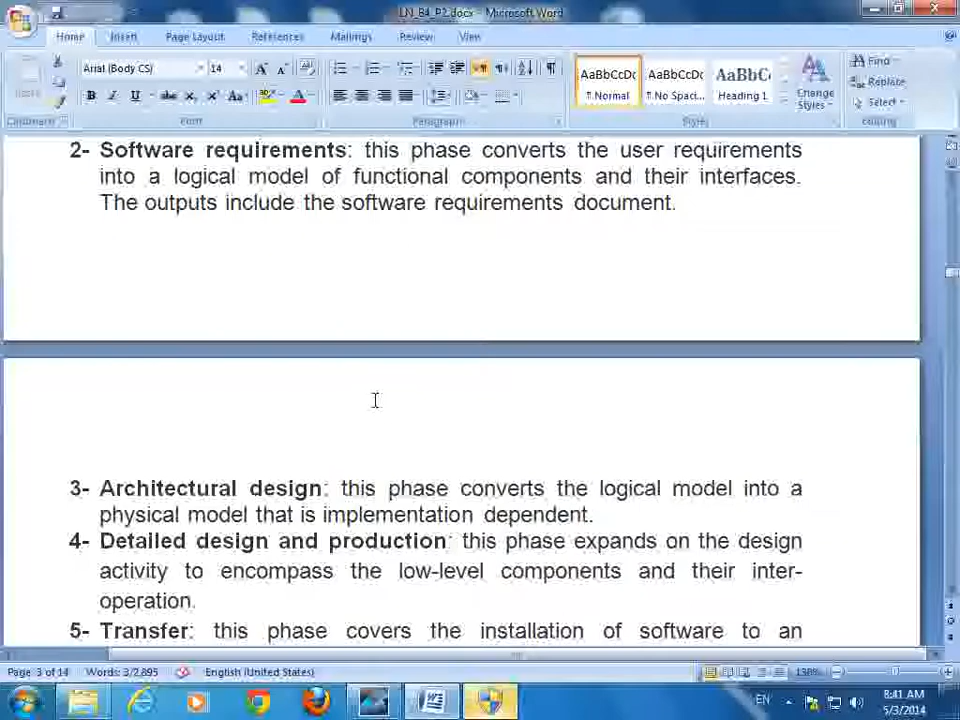 LN_B4_P2.docx - Microsoft Word
Home Insert Page Layout References Mailings Review View
Arial (Body CS) 14
AaBbCcDc AaBbCcDc AaBbC
Find
Replace
Select
B I U abc x, x' Aa A
¶ Normal ¶ No Spaci... Heading 1
Change
Styles
Font Paragraph Styles Editing
2- Software requirements: this phase converts the user requirements
into a logical model of functional components and their interfaces.
The outputs include the software requirements document.
3- Architectural design: this phase converts the logical model into a
physical model that is implementation dependent.
4- Detailed design and production: this phase expands on the design
activity to encompass the low-level components and their inter-
operation.
5- Transfer: this phase covers the installation of software to an
Page 3 of 14 Words: 3/2,895 English (United States) 138%
EN 8:41 AM
5/3/2014